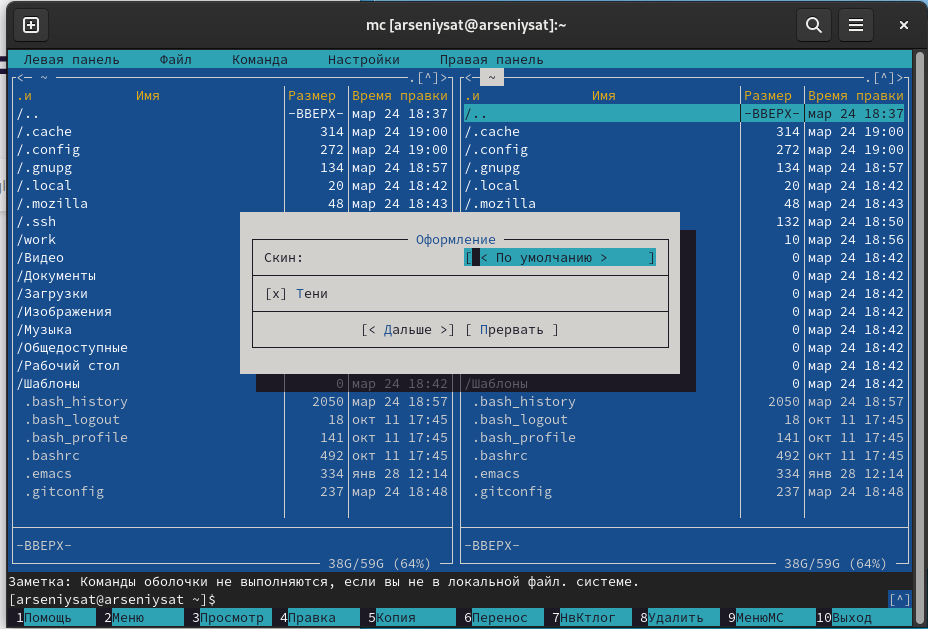 mc [arseniysat@arseniysat]:~
Левая панель Файл Команда Настройки Правая панель
<─ ~ .[^]> <─ ~ .[^]>
.и Имя Размер Время правки .и Имя Размер Время правки
/.. -ВВЕРХ- мар 24 18:37 /.. -ВВЕРХ- мар 24 18:37
/.cache 314 мар 24 19:00 /.cache 314 мар 24 19:00
/.config 272 мар 24 19:00 /.config 272 мар 24 19:00
/.gnupg 134 мар 24 18:57 /.gnupg 134 мар 24 18:57
/.local 20 мар 24 18:42 /.local 20 мар 24 18:42
/.mozilla 48 мар 24 18:43 /.mozilla 48 мар 24 18:43
/.ssh 132 мар 24 18:50
/work 10 мар 24 18:56
Оформление
/Видео Скин: [ < По умолчанию > ] 0 мар 24 18:42
/Документы 0 мар 24 18:42
/Загрузки [x] Тени 0 мар 24 18:42
/Изображения 0 мар 24 18:42
/Музыка [< Дальше >] [ Прервать ] 0 мар 24 18:42
/Общедоступные 0 мар 24 18:42
/Рабочий стол 0 мар 24 18:42
/Шаблоны 0 мар 24 18:42 /Шаблоны 0 мар 24 18:42
.bash_history 2050 мар 24 18:57 .bash_history 2050 мар 24 18:57
.bash_logout 18 окт 11 17:45 .bash_logout 18 окт 11 17:45
.bash_profile 141 окт 11 17:45 .bash_profile 141 окт 11 17:45
.bashrc 492 окт 11 17:45 .bashrc 492 окт 11 17:45
.emacs 334 янв 28 12:14 .emacs 334 янв 28 12:14
.gitconfig 237 мар 24 18:48 .gitconfig 237 мар 24 18:48
-ВВЕРХ- -ВВЕРХ-
38G/59G (64%) 38G/59G (64%)
Заметка: Команды оболочки не выполняются, если вы не в локальной файл. системе.
[arseniysat@arseniysat ~]$ [^]
1Помощь 2Меню 3Просмотр 4Правка 5Копия 6Перенос 7НвКтлог 8Удалить 9МенюMC 10Выход